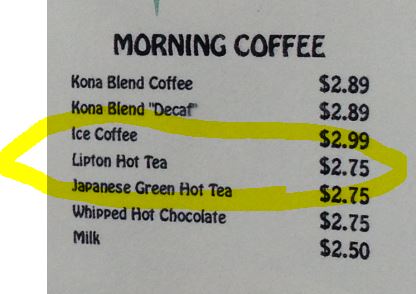 MORNING COFFEE
Kona Blend Coffee $2.89
Kona Blend "Decaf" $2.89
Ice Coffee $2.99
Lipton Hot Tea $2.75
Japanese Green Hot Tea $2.75
Whipped Hot Chocolate $2.75
Milk $2.50